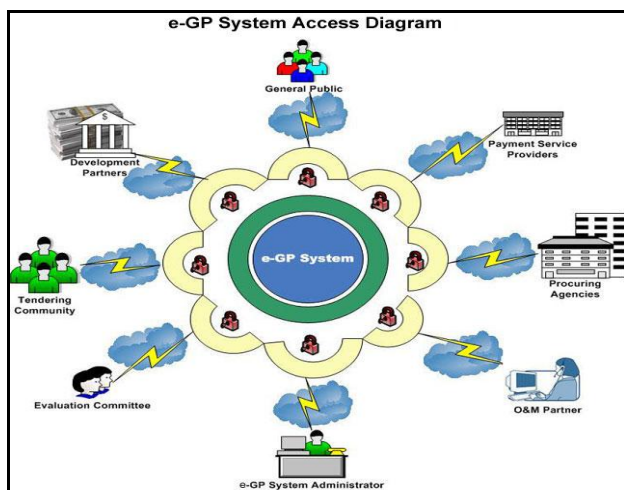 e-GP System Access Diagram
General Public
$
Development
Partners
Payment Service
Providers
e-GP System
Tendering
Community
Procuring
Agencies
Evaluation Committee
O&M Partner
e-GP System Administrator